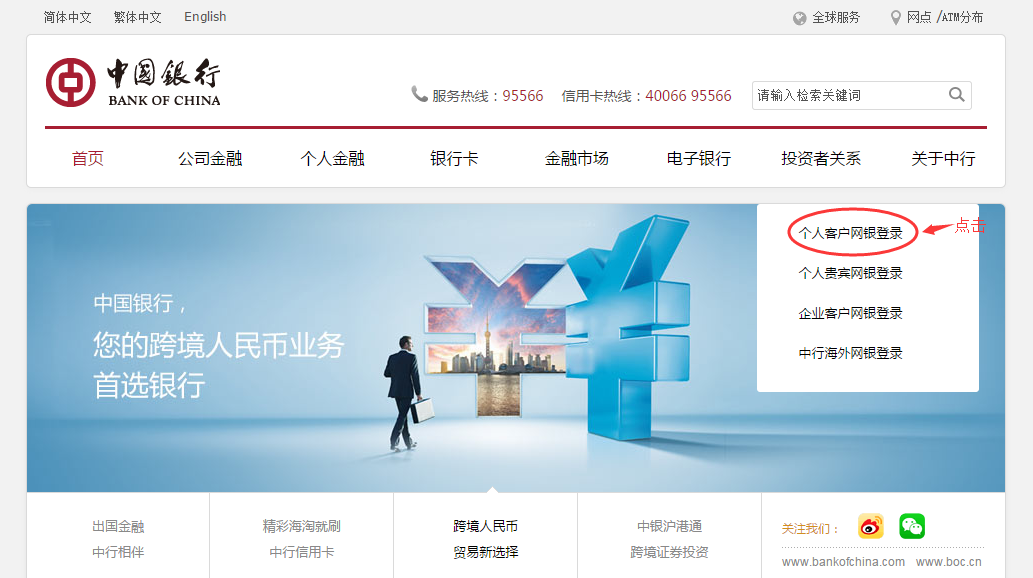 简体中文 繁体中文 English 全球服务 网点 /ATM分布
中国银行
BANK OF CHINA
服务热线：95566 信用卡热线：40066 95566 请输入检索关键词
首页 公司金融 个人金融 银行卡 金融市场 电子银行 投资者关系 关于中行
中国银行，
您的跨境人民币业务
首选银行
个人客户网银登录 点击
个人贵宾网银登录
企业客户网银登录
中行海外网银登录
出国金融
中行相伴
精彩海淘就刷
中行信用卡
跨境人民币
贸易新选择
中银沪港通
跨境证券投资
关注我们：
www.bankofchina.com www.boc.cn